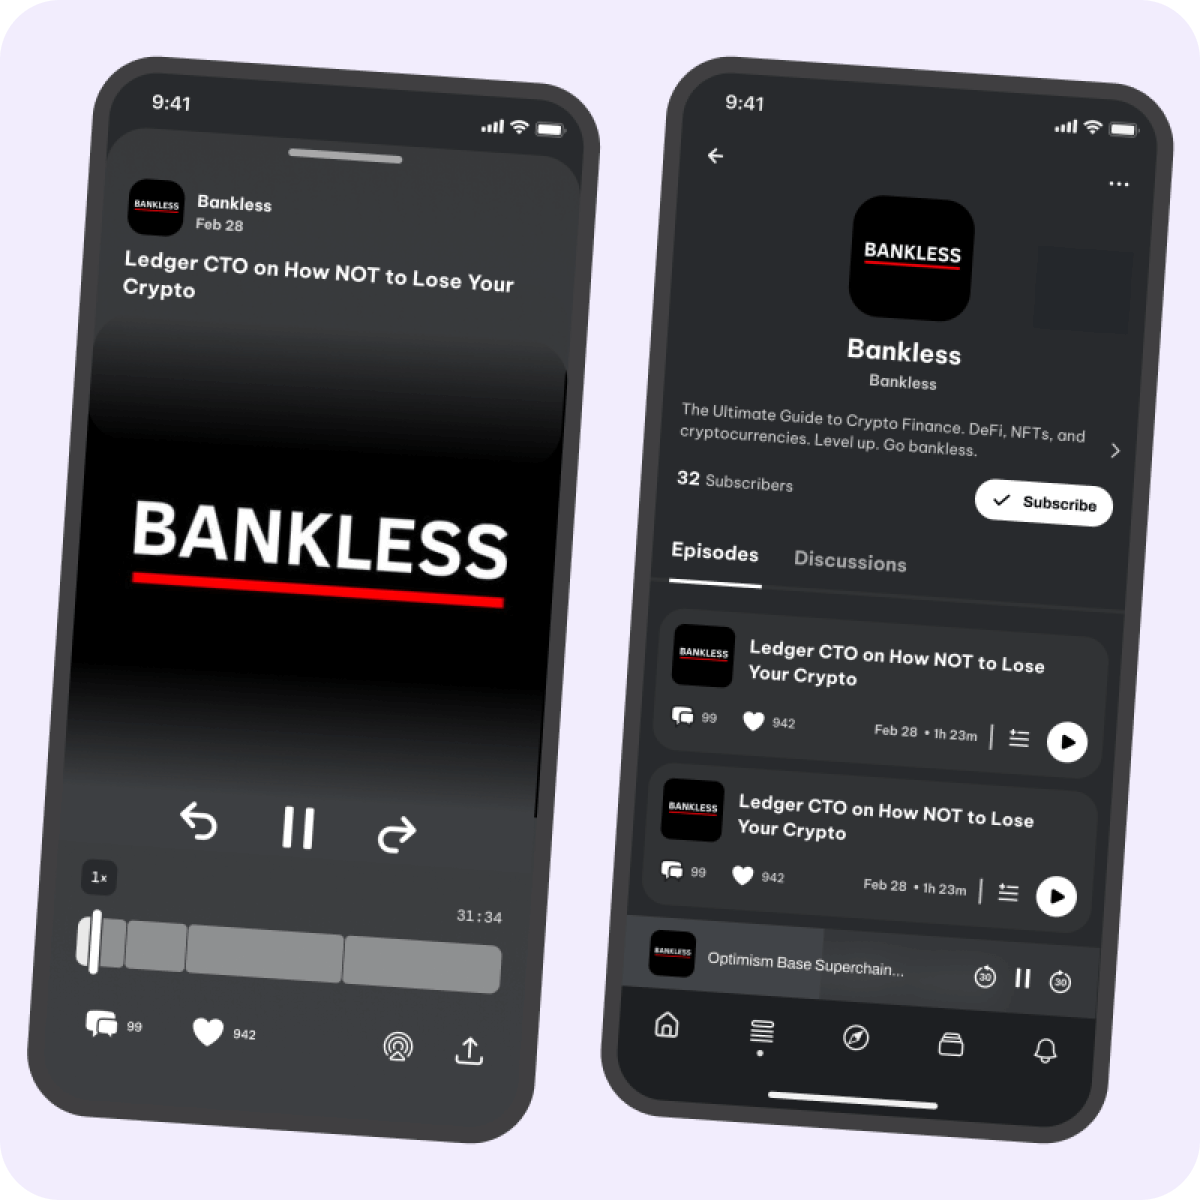 9:41
BANKLESS
Bankless
Feb 28
Ledger CTO on How NOT to Lose Your
Crypto
BANKLESS
1x
31:34
99
942
9:41
BANKLESS
Bankless
Bankless
The Ultimate Guide to Crypto Finance. DeFi, NFTs, and
cryptocurrencies. Level up. Go bankless.
32 Subscribers
Subscribe
Episodes
Discussions
BANKLESS
Ledger CTO on How NOT to Lose
Your Crypto
99
942
Feb 28 • 1h 23m
BANKLESS
Ledger CTO on How NOT to Lose
Your Crypto
99
942
Feb 28 • 1h 23m
BANKLESS
Optimism Base Superchain...
30
30